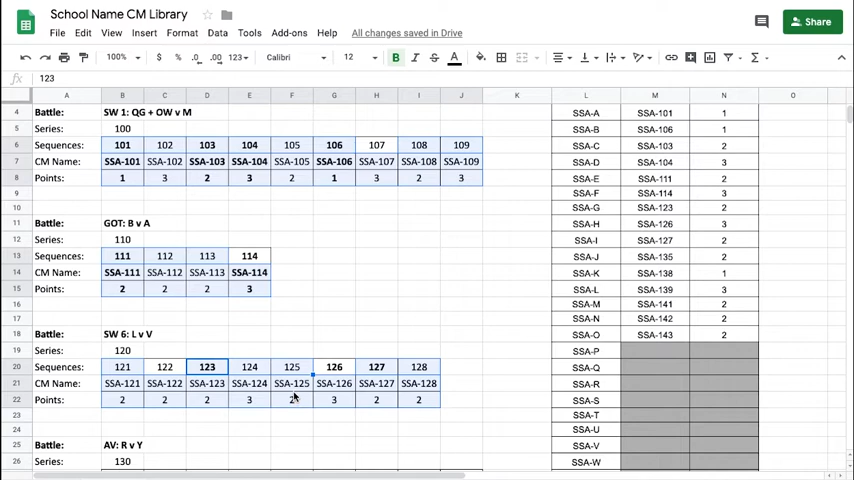 School Name CM Library
File Edit View Insert Format Data Tools Add-ons Help All changes saved in Drive
Share
100% $ % .0 .00 123 Calibri 12 B I S A
fx 123
A B C D E F G H I J K L M N O
4 Battle: SW 1: QG + OW v M SSA-A SSA-101 1
5 Series: 100 SSA-B SSA-106 1
6 Sequences: 101 102 103 104 105 106 107 108 109 SSA-C SSA-103 2
7 CM Name: SSA-101 SSA-102 SSA-103 SSA-104 SSA-105 SSA-106 SSA-107 SSA-108 SSA-109 SSA-D SSA-104 3
8 Points: 1 3 2 3 2 1 3 2 3 SSA-E SSA-111 2
9 SSA-F SSA-114 3
10 SSA-G SSA-123 2
11 Battle: GOT: B v A SSA-H SSA-126 3
12 Series: 110 SSA-I SSA-127 2
13 Sequences: 111 112 113 114 SSA-J SSA-135 2
14 CM Name: SSA-111 SSA-112 SSA-113 SSA-114 SSA-K SSA-138 1
15 Points: 2 2 2 3 SSA-L SSA-139 3
16 SSA-M SSA-141 2
17 SSA-N SSA-142 2
18 Battle: SW 6: L v V SSA-O SSA-143 2
19 Series: 120 SSA-P
20 Sequences: 121 122 123 124 125 126 127 128 SSA-Q
21 CM Name: SSA-121 SSA-122 SSA-123 SSA-124 SSA-125 SSA-126 SSA-127 SSA-128 SSA-R
22 Points: 2 2 2 3 2 3 2 2 SSA-S
23 SSA-T
24 SSA-U
25 Battle: AV: R v Y SSA-V
26 Series: 130 SSA-W